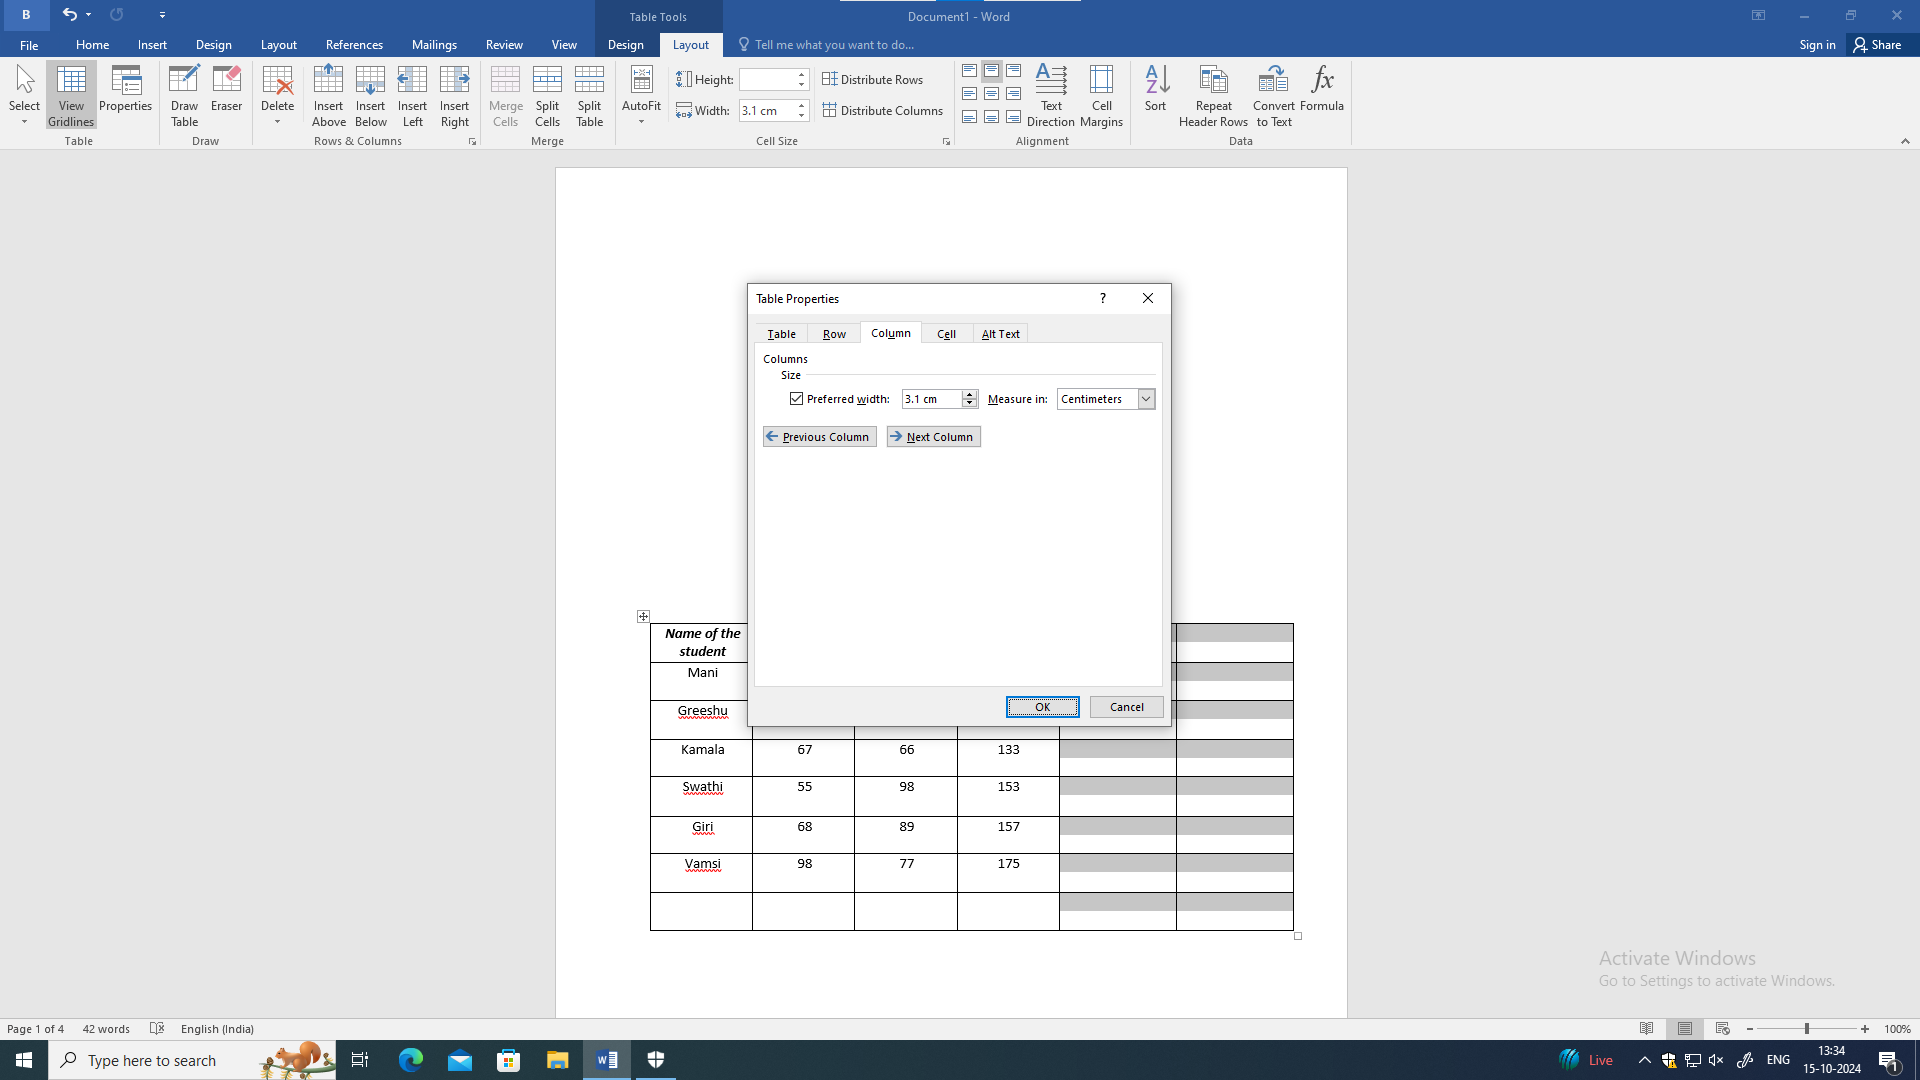 B
Table Tools
Document1 - Word
File Home Insert Design Layout References Mailings Review View Design Layout Tell me what you want to do... Sign in Share
Select
View
Gridlines
Properties
Table
Draw
Table
Eraser
Draw
Delete
Insert
Above
Insert
Below
Insert
Left
Insert
Right
Rows & Columns
Merge
Cells
Split
Cells
Split
Table
Merge
AutoFit
Height:
Width: 3.1 cm
Distribute Rows
Distribute Columns
Cell Size
Text
Direction
Cell
Margins
Alignment
Sort
Repeat
Header Rows
Convert
to Text
Formula
Data
Table Properties
?
Table Row Column Cell Alt Text
Columns
Size
Preferred width: 3.1 cm Measure in: Centimeters
Previous Column Next Column
OK Cancel
Name of the
student
Mani
Greeshu
Kamala 67 66 133
Swathi 55 98 153
Giri 68 89 157
Vamsi 98 77 175
Activate Windows
Go to Settings to activate Windows.
Page 1 of 4 42 words English (India) 100%
Type here to search
Live
ENG
13:34
15-10-2024
1